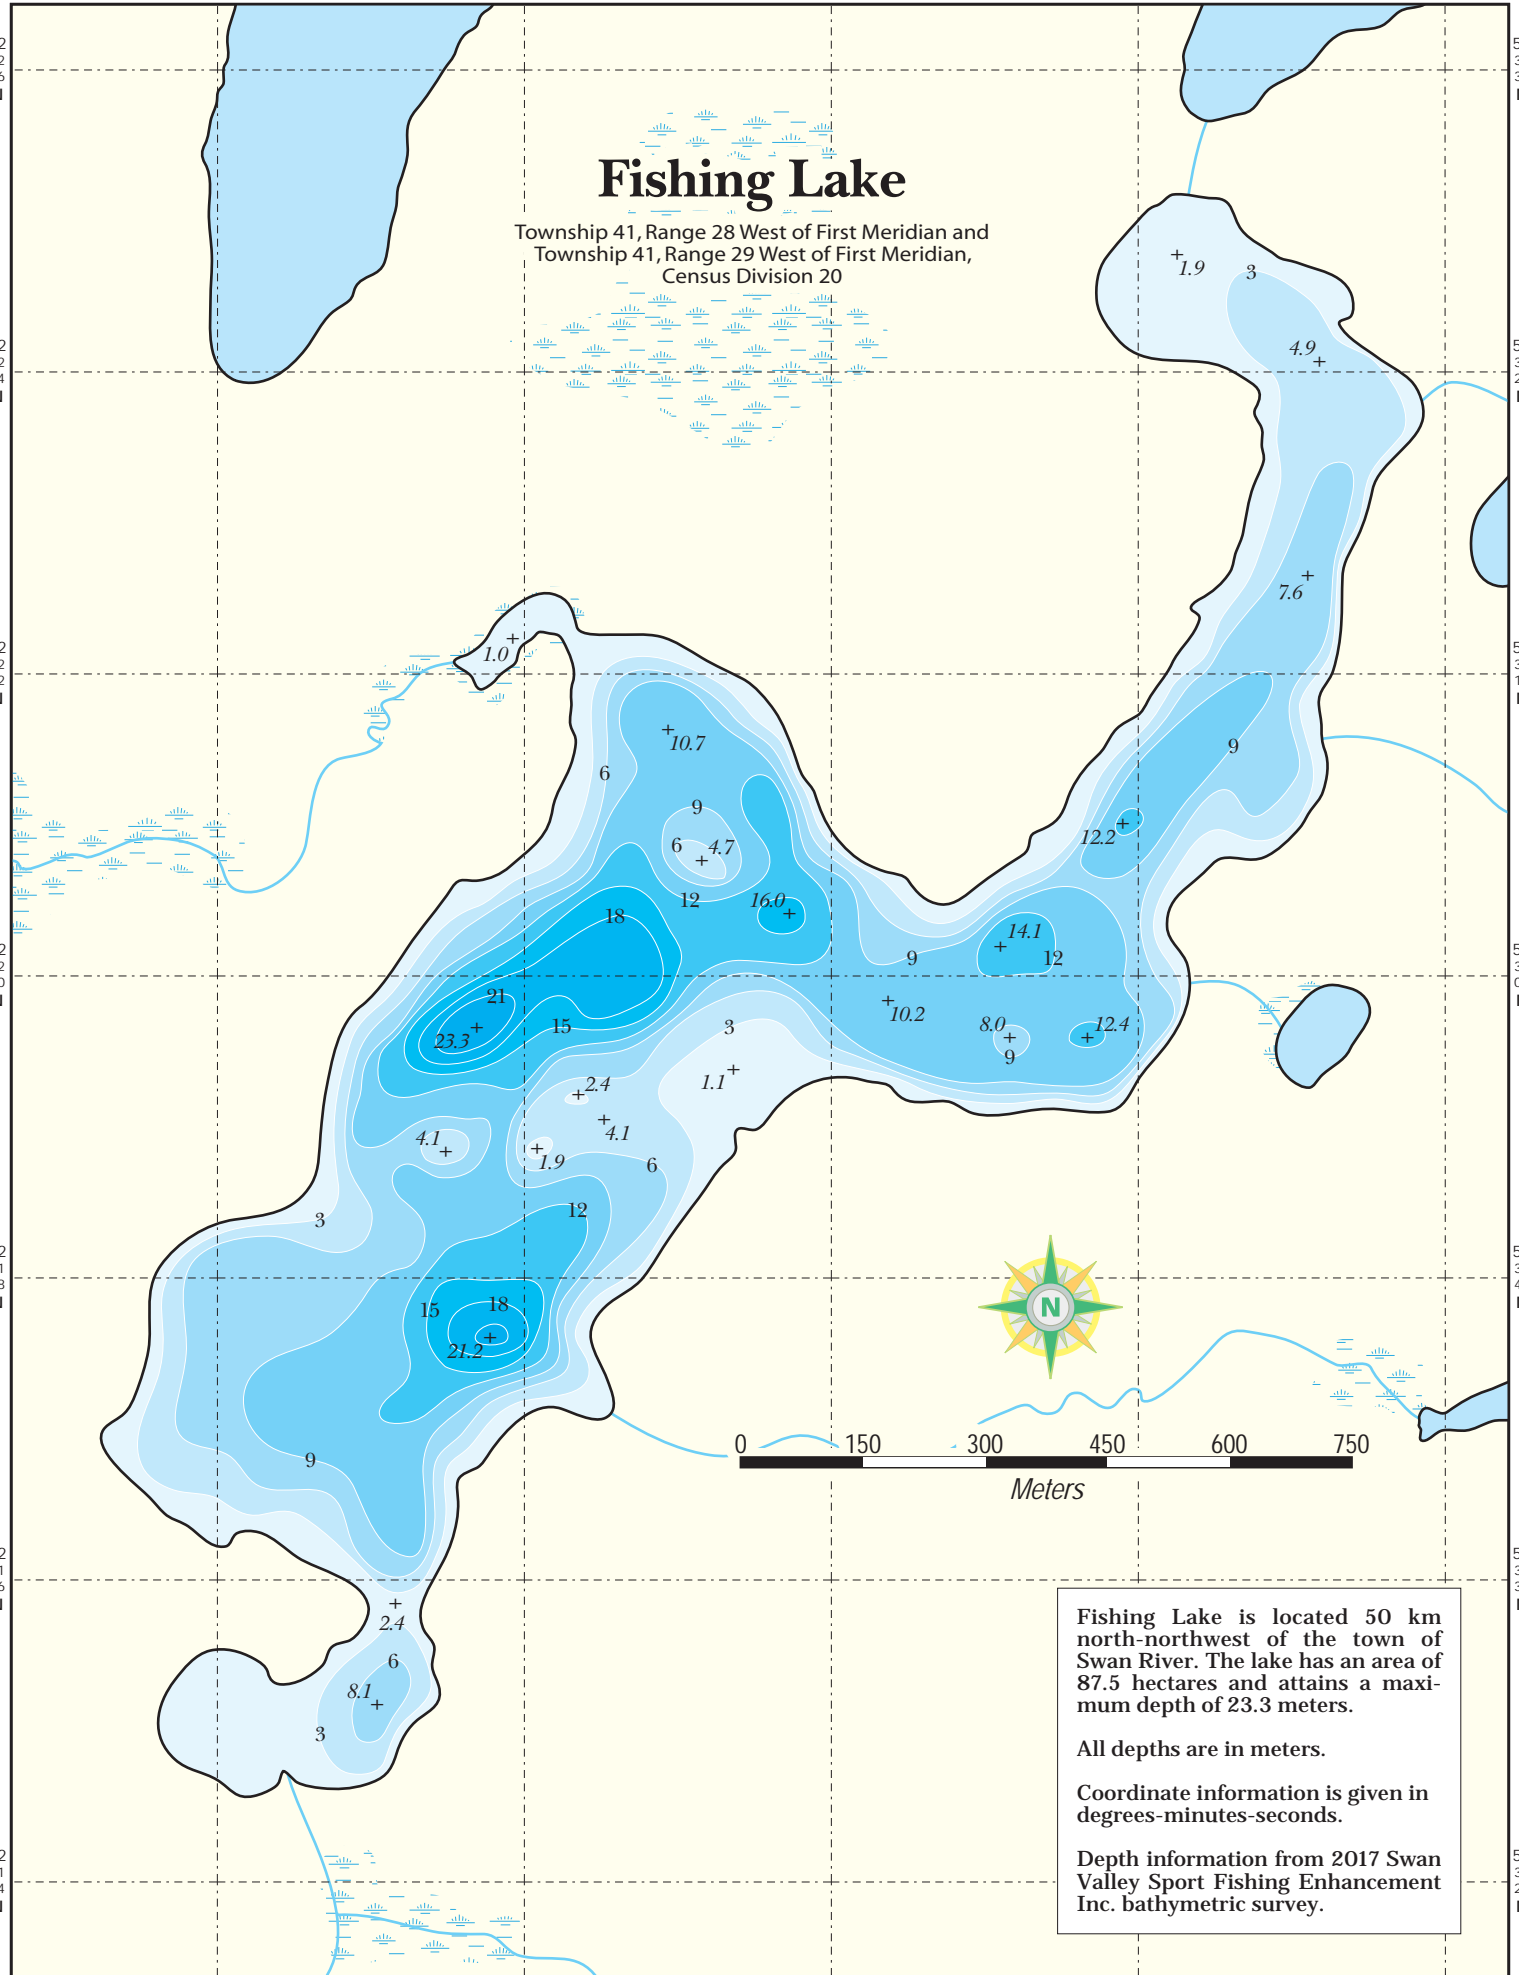 Fishing Lake
Township 41, Range 28 West of First Meridian and
Township 41, Range 29 West of First Meridian,
Census Division 20
1.9
3
4.9
7.6
1.0
10.7
6
9
9
6
4.7
12.2
12
16.0
18
14.1
9
12
21
10.2
15
3
8.0
12.4
23.3
9
1.1
2.4
4.1
4.1
1.9
6
12
3
15
18
N
21.2
0 150 300 450 600 750
9
Meters
2.4
6
8.1
3
Fishing Lake is located 50 km
north-northwest of the town of
Swan River. The lake has an area of
87.5 hectares and attains a maxi-
mum depth of 23.3 meters.
All depths are in meters.
Coordinate information is given in
degrees-minutes-seconds.
Depth information from 2017 Swan
Valley Sport Fishing Enhancement
Inc. bathymetric survey.